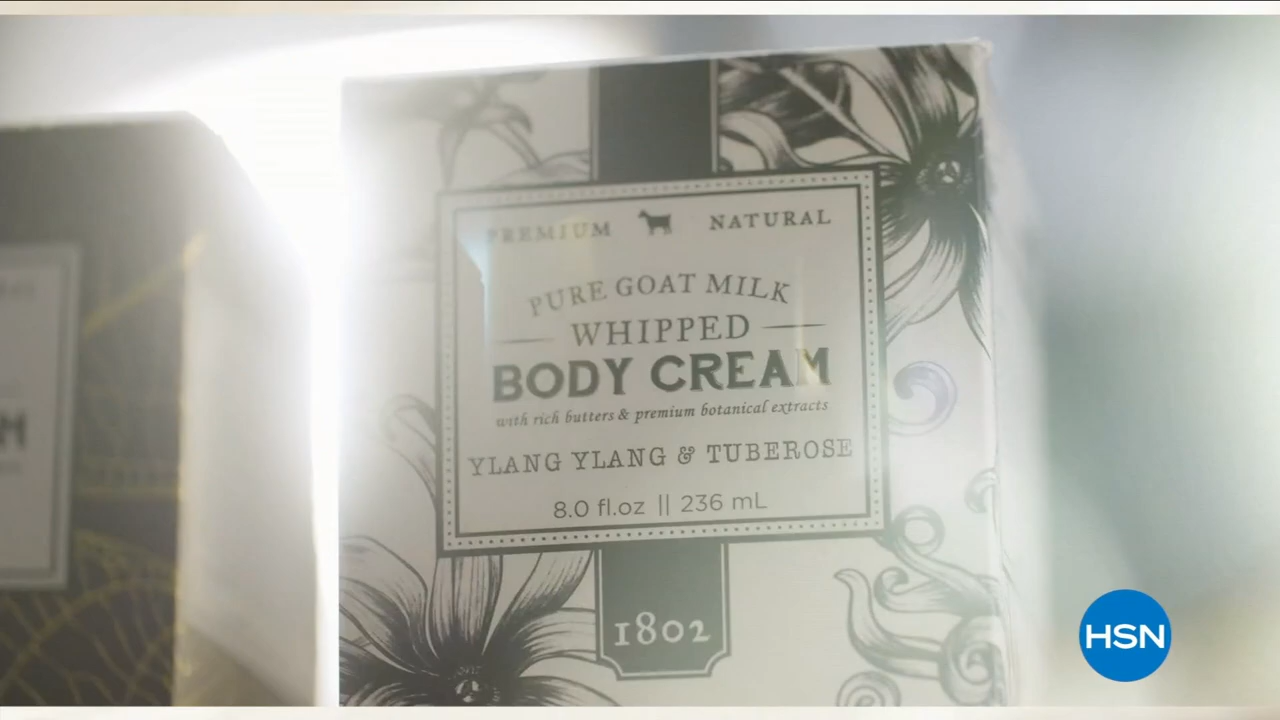 PREMIUM NATURAL
PURE GOAT MILK
WHIPPED
BODY CREAM
with rich butters & premium botanical extracts
YLANG YLANG & TUBEROSE
8.0 fl.oz || 236 mL
1802
HSN